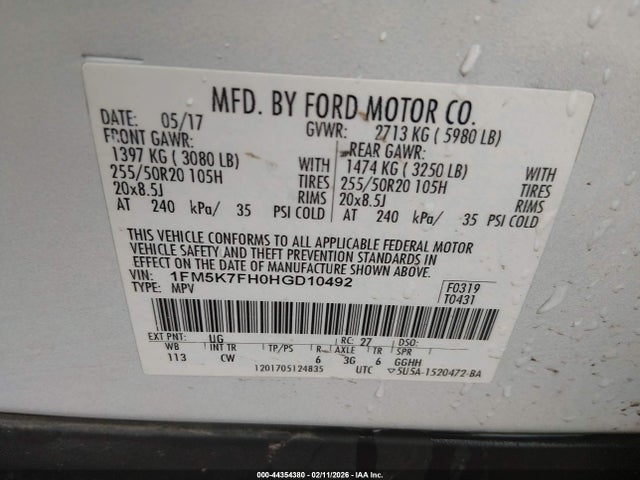 MFD. BY FORD MOTOR CO.
DATE: 05/17 GVWR: 2713 KG ( 5980 LB)
FRONT GAWR: REAR GAWR:
1397 KG ( 3080 LB) WITH 1474 KG ( 3250 LB) WITH
255/50R20 105H TIRES 255/50R20 105H TIRES
20x8.5J RIMS 20x8.5J RIMS
AT 240 kPa/ 35 PSI COLD AT 240 kPa/ 35 PSI COLD
THIS VEHICLE CONFORMS TO ALL APPLICABLE FEDERAL MOTOR
VEHICLE SAFETY AND THEFT PREVENTION STANDARDS IN
EFFECT ON THE DATE OF MANUFACTURE SHOWN ABOVE.
VIN: 1FM5K7FH0HGD10492 F0319
TYPE: MPV T0431
EXT PNT: UG RC: 27 DSO:
WB INT TR TP/PS R AXLE TR SPR
113 CW 6 3G 6 GGHH
1201705124835 UTC ▽5U5A-1520472-BA
000-44354380 - 02/11/2026 - IAA Inc.